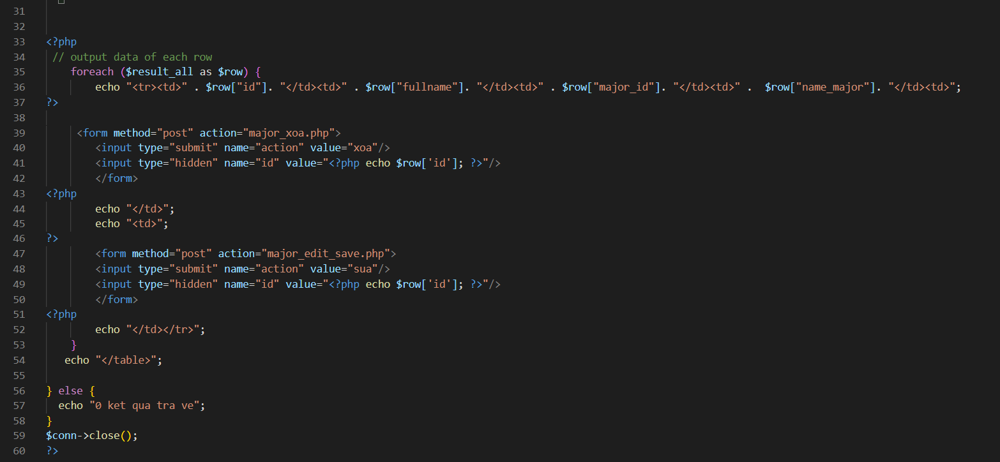 31
32
33 <?php
34 // output data of each row
35 foreach ($result_all as $row) {
36 echo "<tr><td>" . $row["id"]. "</td><td>" . $row["fullname"]. "</td><td>" . $row["major_id"]. "</td><td>" .  $row["name_major"]. "</td><td>";
37 ?>
38
39 <form method="post" action="major_xoa.php">
40 <input type="submit" name="action" value="xoa"/>
41 <input type="hidden" name="id" value="<?php echo $row['id']; ?>"/>
42 </form>
43 <?php
44 echo "</td>";
45 echo "<td>";
46 ?>
47 <form method="post" action="major_edit_save.php">
48 <input type="submit" name="action" value="sua"/>
49 <input type="hidden" name="id" value="<?php echo $row['id']; ?>"/>
50 </form>
51 <?php
52 echo "</td></tr>";
53 }
54 echo "</table>";
55
56 } else {
57 echo "0 ket qua tra ve";
58 }
59 $conn->close();
60 ?>